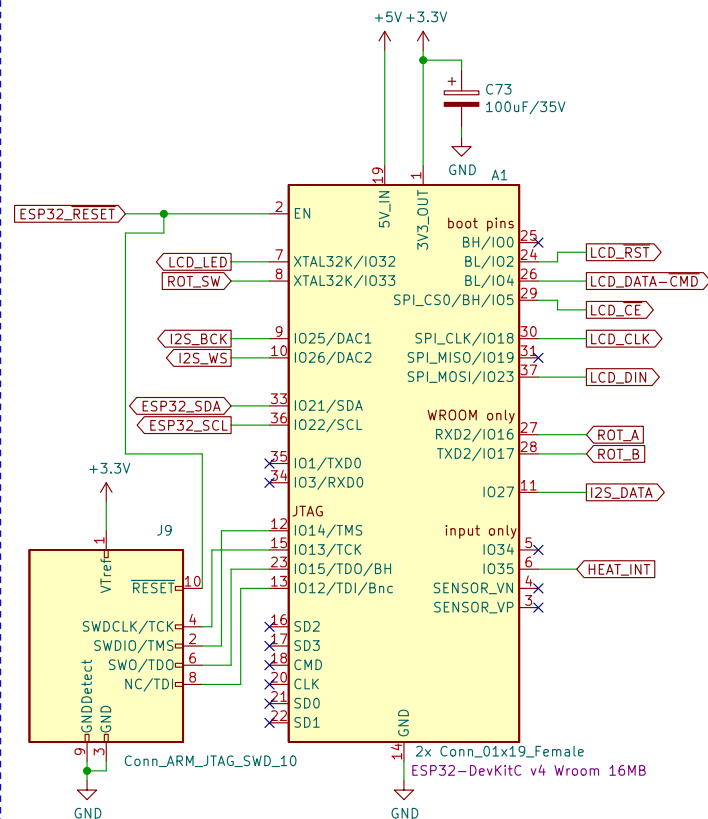 +5V +3.3V
C73
100uF/35V
GND
A1
ESP32_RESET
2 EN
19 5V_IN
1 3V3_OUT
boot pins
BH/IO0 25
LCD_LED 7 XTAL32K/IO32
BL/IO2 24 LCD_RST
ROT_SW 8 XTAL32K/IO33
BL/IO4 26 LCD_DATA-CMD
SPI_CS0/BH/IO5 29 LCD_CE
I2S_BCK 9 IO25/DAC1
SPI_CLK/IO18 30 LCD_CLK
I2S_WS 10 IO26/DAC2
SPI_MISO/IO19 31
SPI_MOSI/IO23 37 LCD_DIN
ESP32_SDA 33 IO21/SDA
WROOM only
ESP32_SCL 36 IO22/SCL
RXD2/IO16 27 ROT_A
TXD2/IO17 28 ROT_B
35 IO1/TXD0
34 IO3/RXD0
IO27 11 I2S_DATA
+3.3V
JTAG
J9
12 IO14/TMS
input only
1 VTref
15 IO13/TCK
IO34 5
23 IO15/TDO/BH
IO35 6 HEAT_INT
RESET 10
13 IO12/TDI/Bnc
SENSOR_VN 4
SENSOR_VP 3
SWDCLK/TCK 4
16 SD2
SWDIO/TMS 2
17 SD3
SWO/TDO 6
18 CMD
NC/TDI 8
20 CLK
21 SD0
22 SD1
GNDDetect 9
GND 3
GND 14
Conn_ARM_JTAG_SWD_10
2x Conn_01x19_Female
ESP32-DevKitC v4 Wroom 16MB
GND
GND